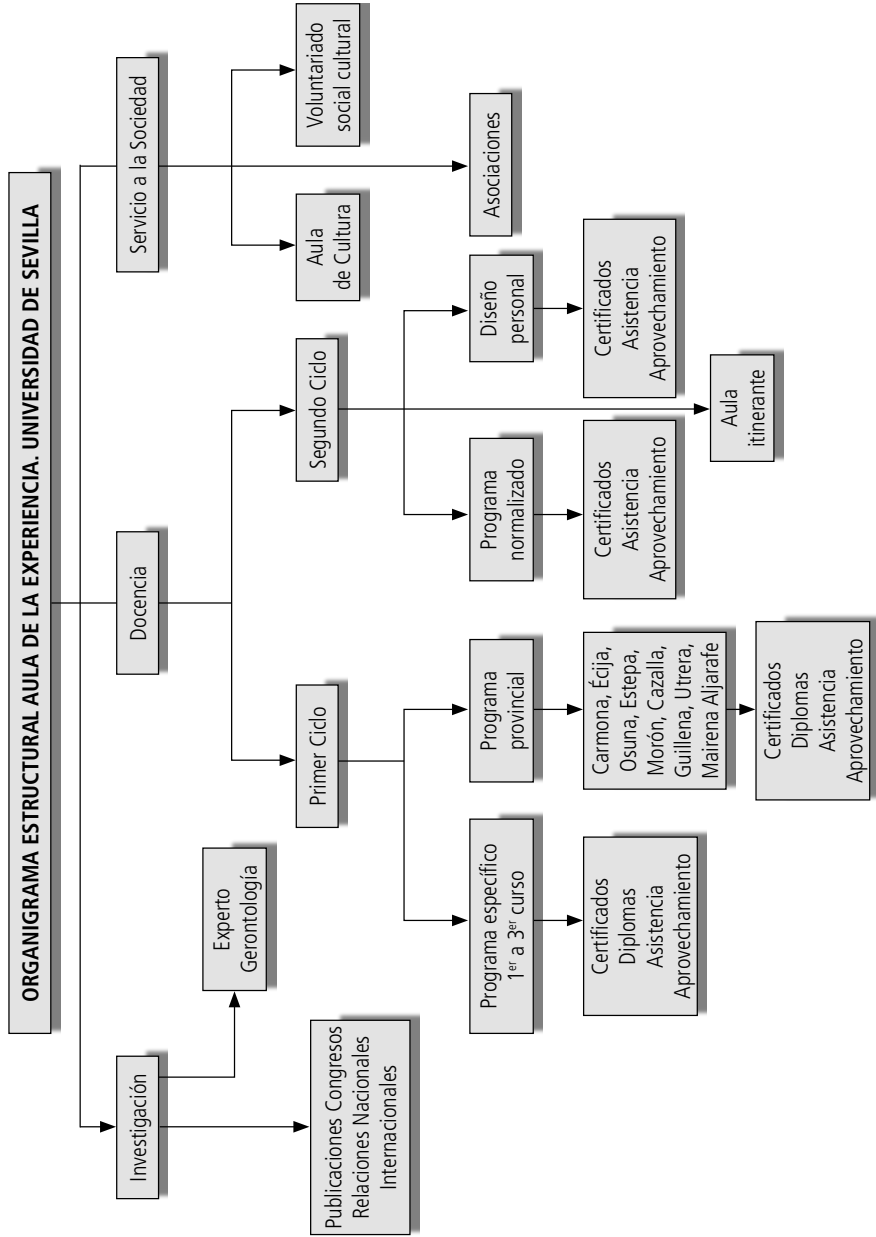 ORGANIGRAMA ESTRUCTURAL AULA DE LA EXPERIENCIA. UNIVERSIDAD DE SEVILLA
Investigación
Docencia
Servicio a la Sociedad
Experto
Gerontología
Publicaciones Congresos
Relaciones Nacionales
Internacionales
Primer Ciclo
Segundo Ciclo
Aula
de Cultura
Voluntariado
social cultural
Asociaciones
Programa específico
1er a 3er curso
Programa
provincial
Programa
normalizado
Diseño
personal
Certificados
Diplomas
Asistencia
Aprovechamiento
Carmona, Écija,
Osuna, Estepa,
Morón, Cazalla,
Guillena, Utrera,
Mairena Aljarafe
Certificados
Asistencia
Aprovechamiento
Certificados
Asistencia
Aprovechamiento
Aula
itinerante
Certificados
Diplomas
Asistencia
Aprovechamiento